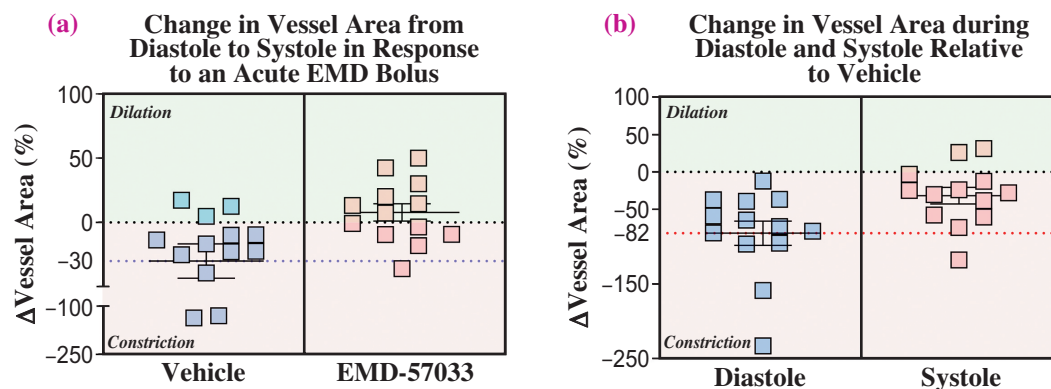 (a)
Change in Vessel Area from
Diastole to Systole in Response
to an Acute EMD Bolus
ΔVessel Area (%)
100
50
0
−30
−100
−250
Dilation
Constriction
Vehicle
EMD-57033
(b)
Change in Vessel Area during
Diastole and Systole Relative
to Vehicle
ΔVessel Area (%)
100
50
0
−50
−82
−150
−250
Dilation
Constriction
Diastole
Systole